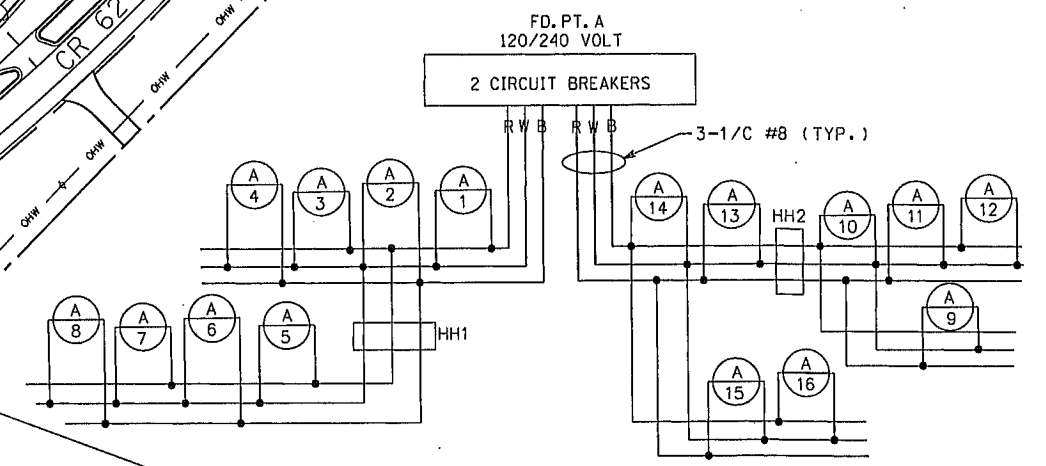 FD. PT. A
120/240 VOLT
2 CIRCUIT BREAKERS
R W B R W B
3-1/C #8 (TYP.)
CR 62
OHW
OHW
OHW
OHW
A
4
A
3
A
2
A
1
A
14
A
13
HH2
A
10
A
11
A
12
A
8
A
7
A
6
A
5
HH1
A
9
A
15
A
16